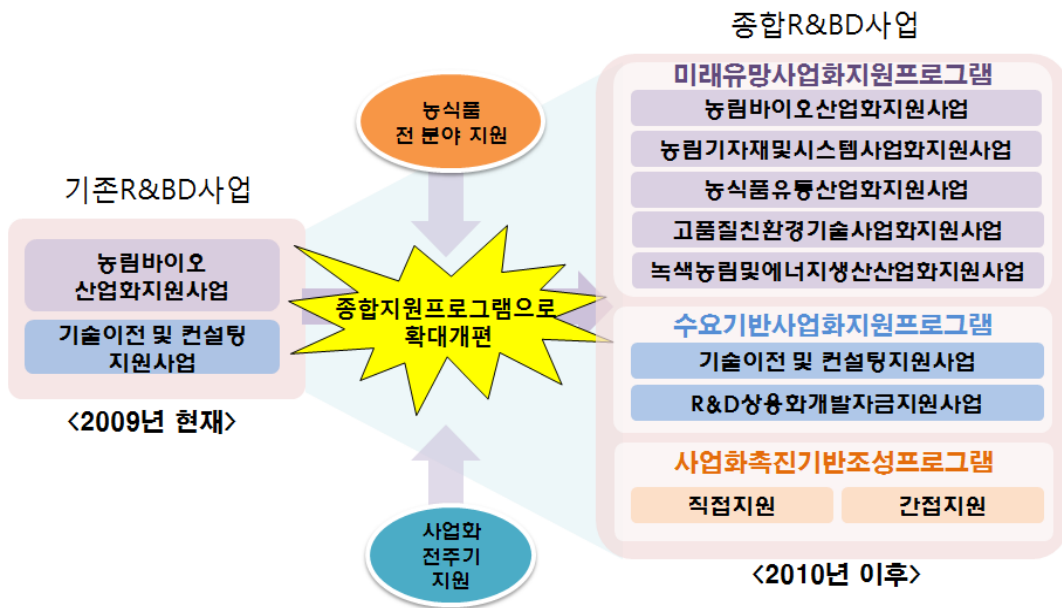 기존R&BD사업
농림바이오
산업화지원사업
기술이전 및 컨설팅
지원사업
<2009년 현재>
농식품
전 분야 지원
종합지원프로그램으로
확대개편
사업화
전주기
지원
종합R&BD사업
미래유망사업화지원프로그램
농림바이오산업화지원사업
농림기자재및시스템사업화지원사업
농식품유통산업화지원사업
고품질친환경기술사업화지원사업
녹색농림및에너지생산산업화지원사업
수요기반사업화지원프로그램
기술이전 및 컨설팅지원사업
R&D상용화개발자금지원사업
사업화촉진기반조성프로그램
직접지원
간접지원
<2010년 이후>